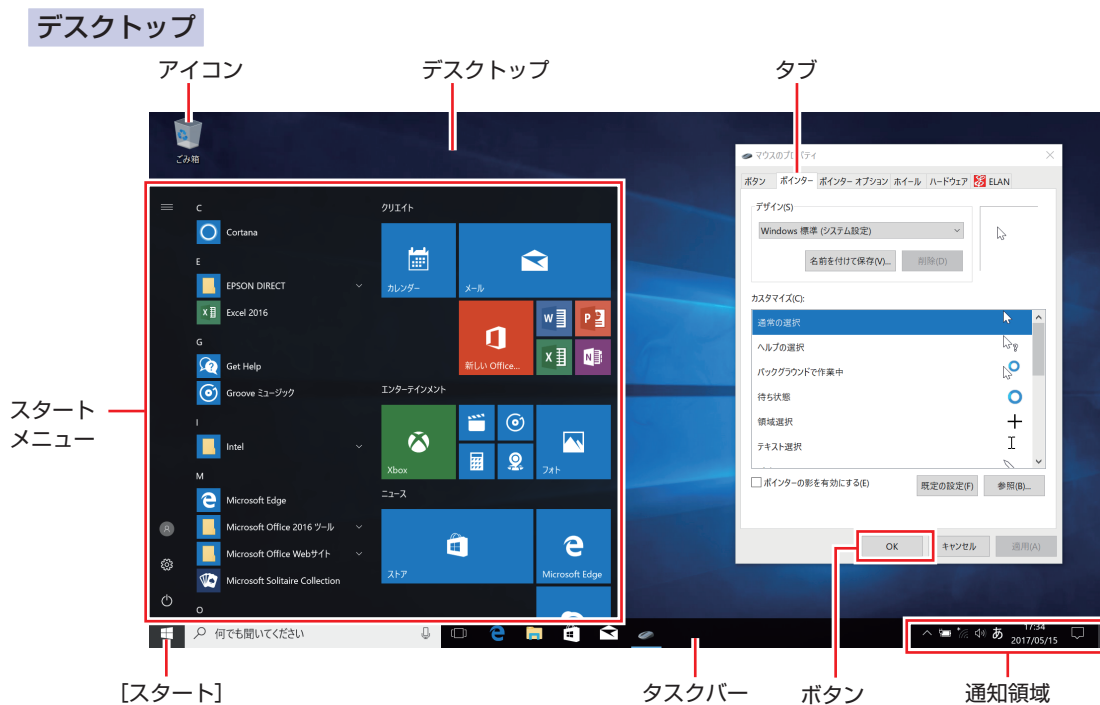 デスクトップ
アイコン
デスクトップ
タブ
ごみ箱
スタート
メニュー
C
Cortana
E
EPSON DIRECT
Excel 2016
G
Get Help
Groove ミュージック
I
Intel
M
Microsoft Edge
Microsoft Office 2016 ツール
Microsoft Office Webサイト
Microsoft Solitaire Collection
O
クリエイト
カレンダー
メール
新しい Office...
エンターテインメント
Xbox
フォト
ニュース
ストア
Microsoft Edge
マウスのプロパティ
ボタン ポインター ポインター オプション ホイール ハードウェア ELAN
デザイン(S)
Windows 標準 (システム設定)
名前を付けて保存(V)... 削除(D)
カスタマイズ(C):
通常の選択
ヘルプの選択
バックグラウンドで作業中
待ち状態
領域選択
テキスト選択
ポインターの影を有効にする(E)
既定の設定(F) 参照(B)...
OK キャンセル 適用(A)
何でも聞いてください
あ
17:34
2017/05/15
[スタート]
タスクバー
ボタン
通知領域